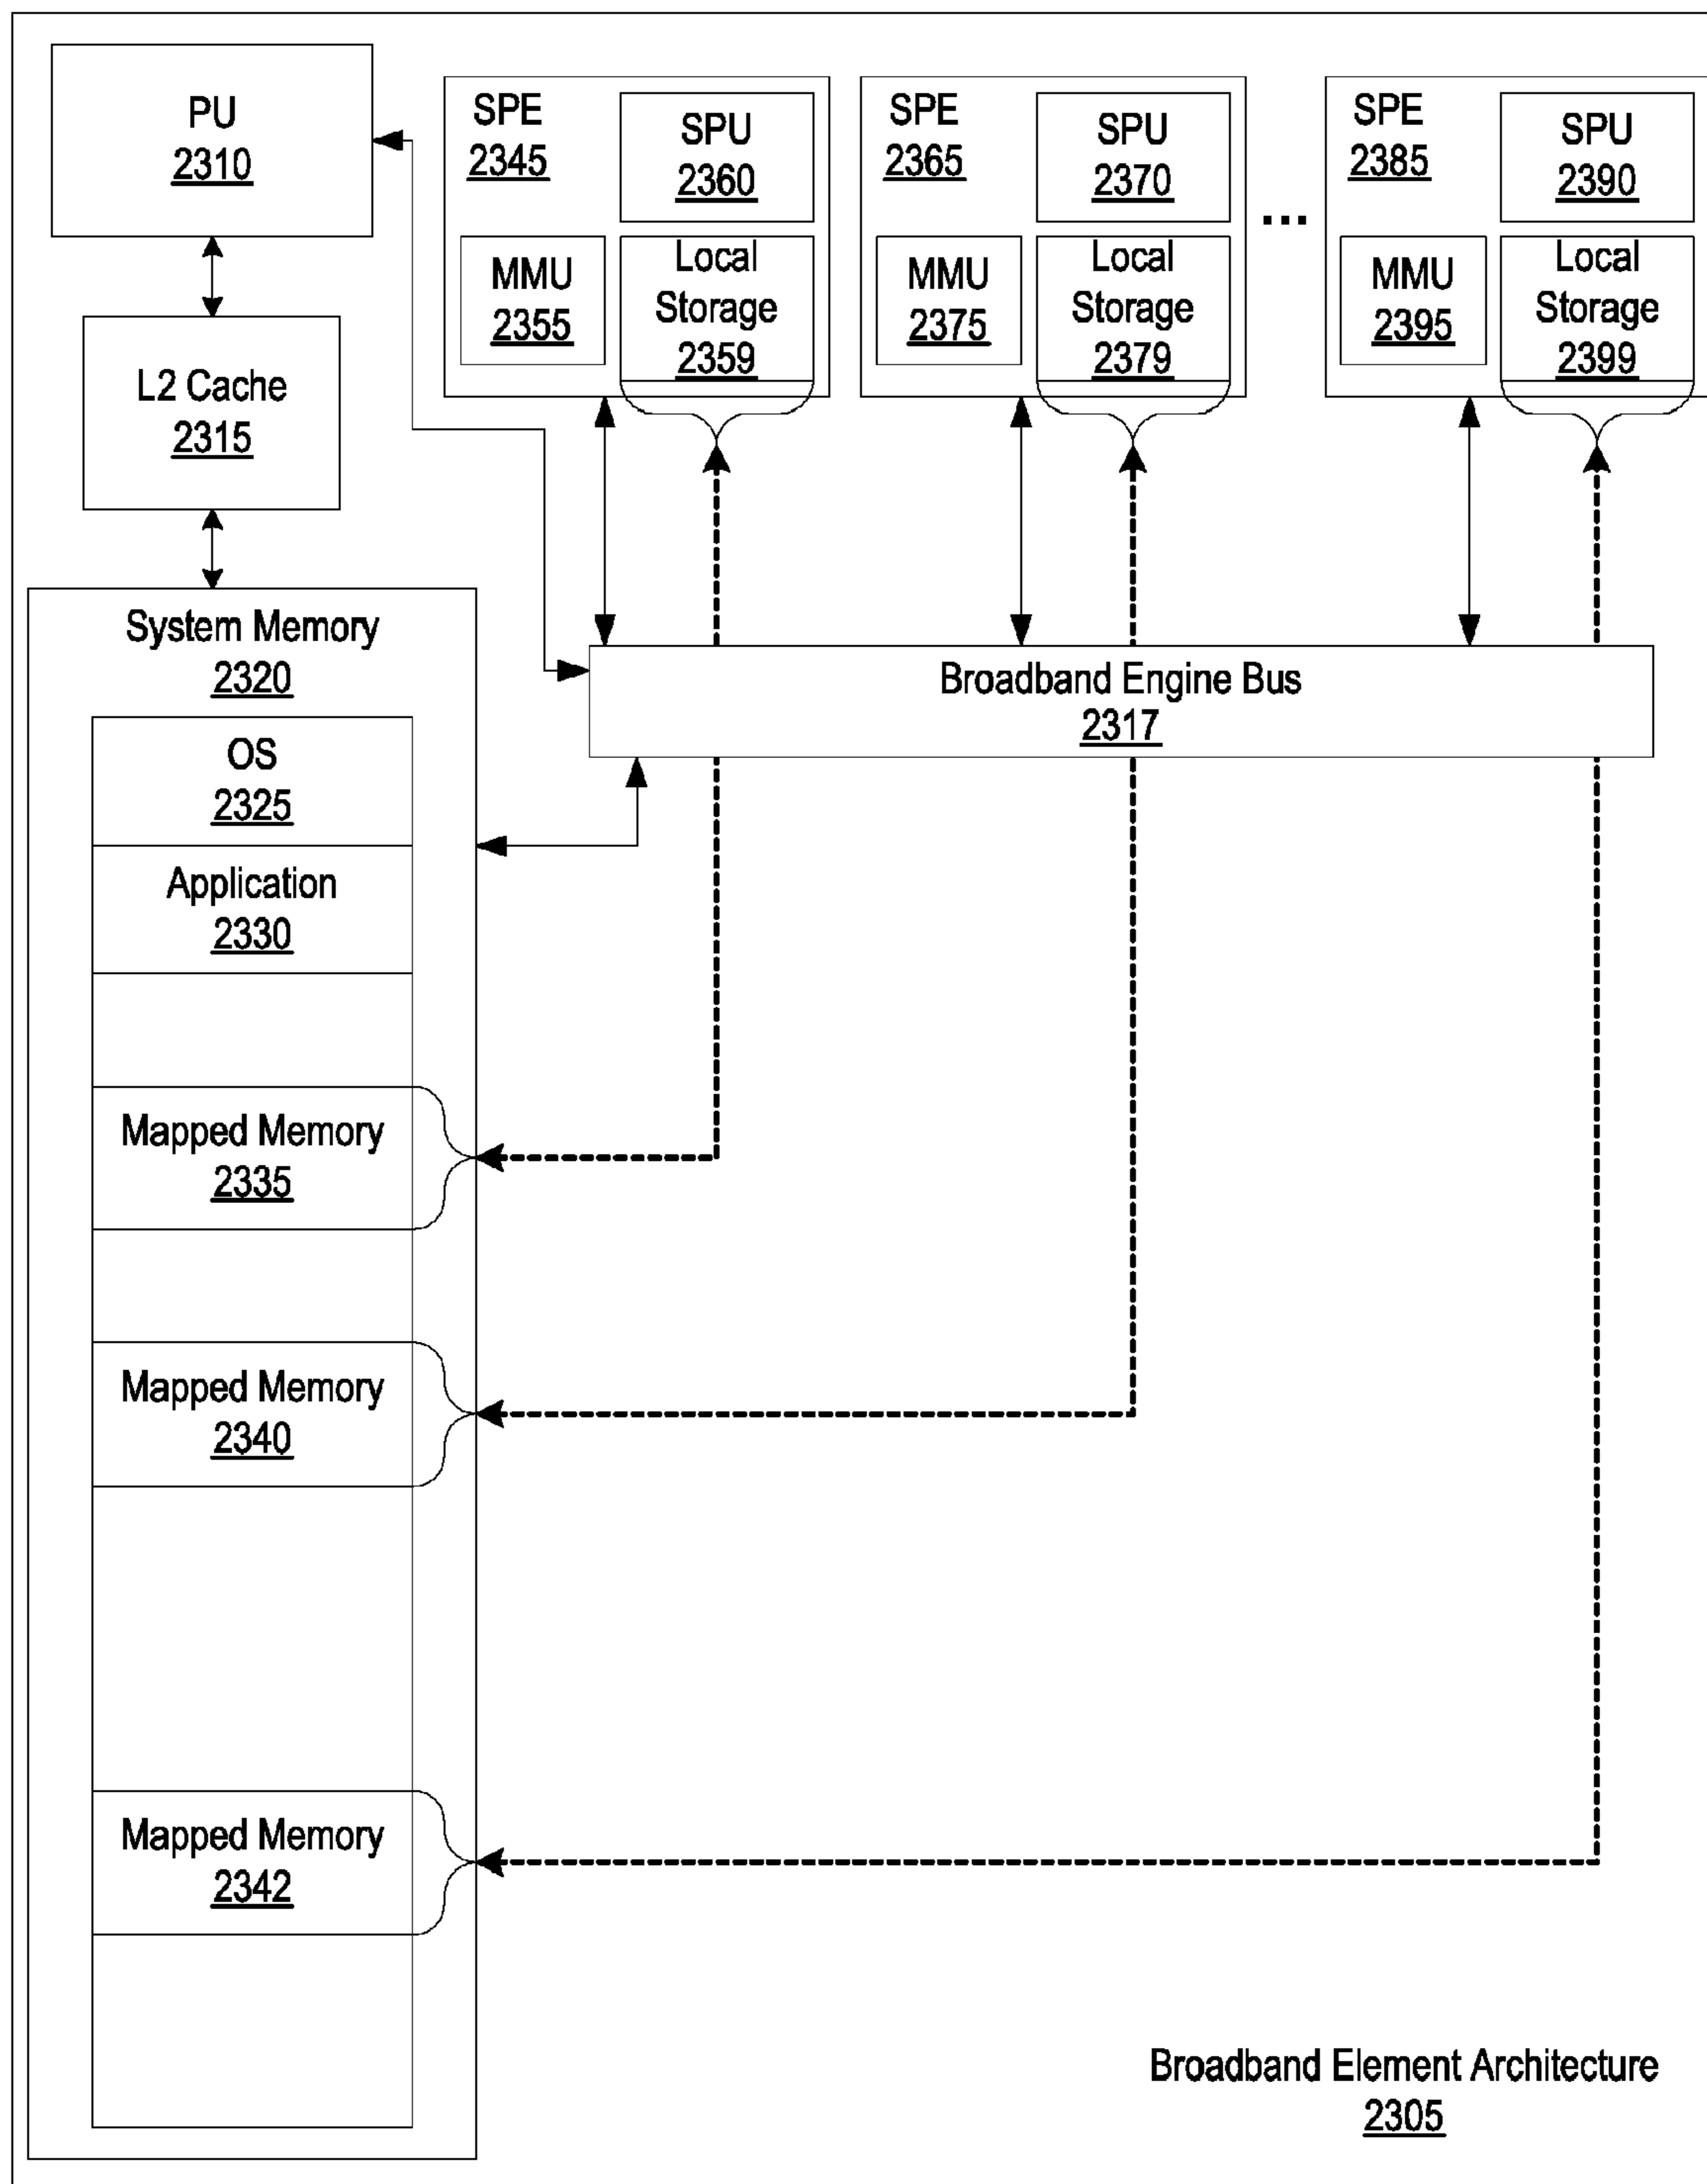 PU
2310
L2 Cache
2315
SPE
2345
SPU
2360
MMU
2355
Local
Storage
2359
SPE
2365
SPU
2370
MMU
2375
Local
Storage
2379
...
SPE
2385
SPU
2390
MMU
2395
Local
Storage
2399
System Memory
2320
OS
2325
Application
2330
Mapped Memory
2335
Mapped Memory
2340
Mapped Memory
2342
Broadband Engine Bus
2317
Broadband Element Architecture
2305